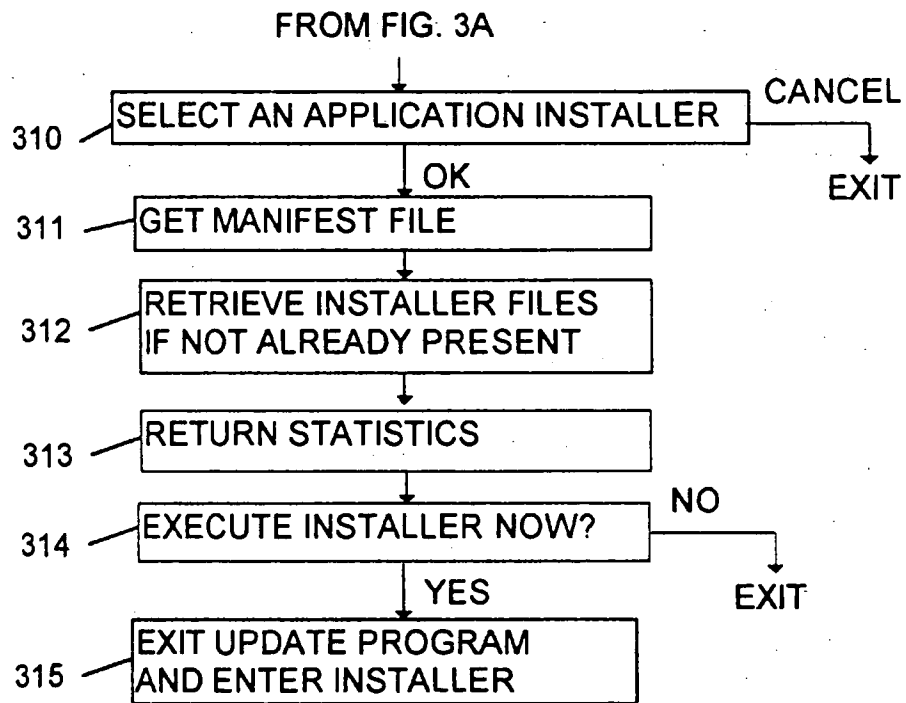 FROM FIG. 3A
310 SELECT AN APPLICATION INSTALLER
CANCEL
EXIT
OK
311 GET MANIFEST FILE
312 RETRIEVE INSTALLER FILES
IF NOT ALREADY PRESENT
313 RETURN STATISTICS
314 EXECUTE INSTALLER NOW?
NO
EXIT
YES
315 EXIT UPDATE PROGRAM
AND ENTER INSTALLER